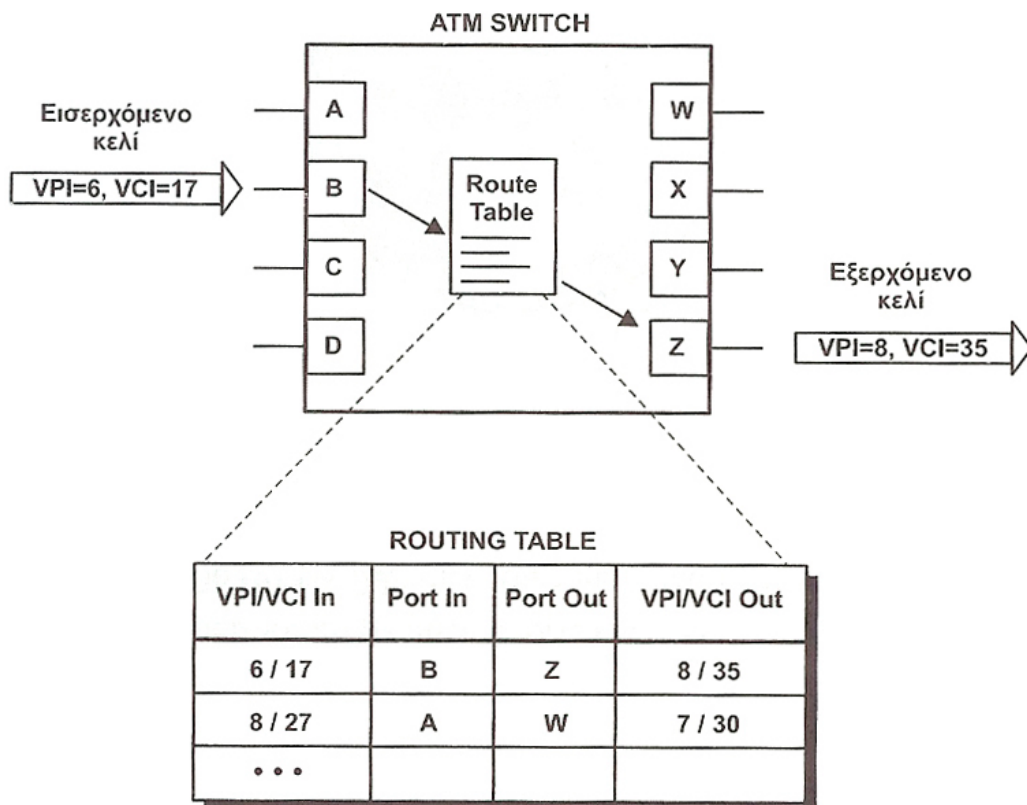 ATM SWITCH
Εισερχόμενο
κελί
VPI=6, VCI=17
A
B
C
D
Route
Table
W
X
Y
Z
Εξερχόμενο
κελί
VPI=8, VCI=35
ROUTING TABLE
VPI/VCI In Port In Port Out VPI/VCI Out
6 / 17 B Z 8 / 35
8 / 27 A W 7 / 30
• • •